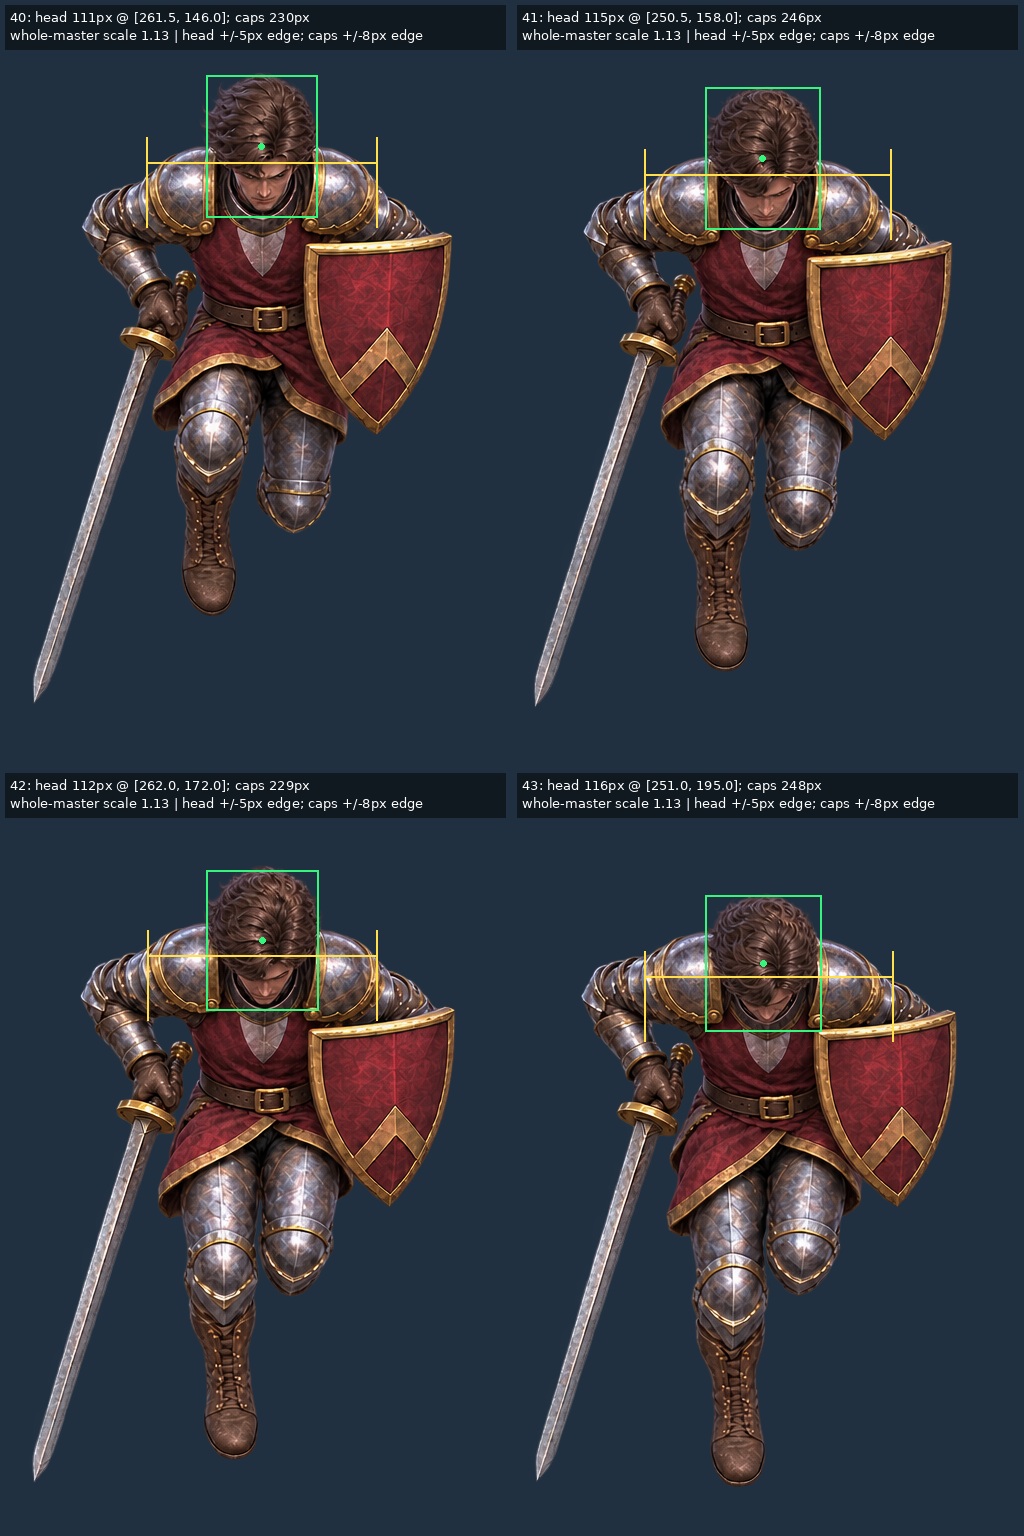 40: head 111px @ [261.5, 146.0]; caps 230px
whole-master scale 1.13 | head +/-5px edge; caps +/-8px edge
41: head 115px @ [250.5, 158.0]; caps 246px
whole-master scale 1.13 | head +/-5px edge; caps +/-8px edge
42: head 112px @ [262.0, 172.0]; caps 229px
whole-master scale 1.13 | head +/-5px edge; caps +/-8px edge
43: head 116px @ [251.0, 195.0]; caps 248px
whole-master scale 1.13 | head +/-5px edge; caps +/-8px edge